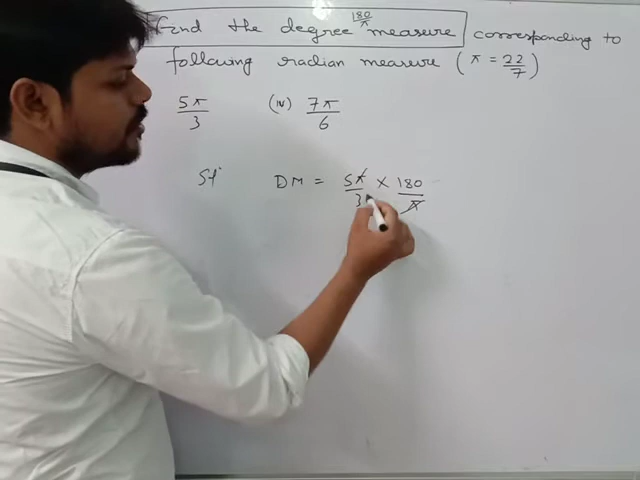 Find the degree 180/π measure corresponding to
following radian measure (π = 22/7)
5π/3 (iv) 7π/6
Sol DM = 5π/3 × 180/π